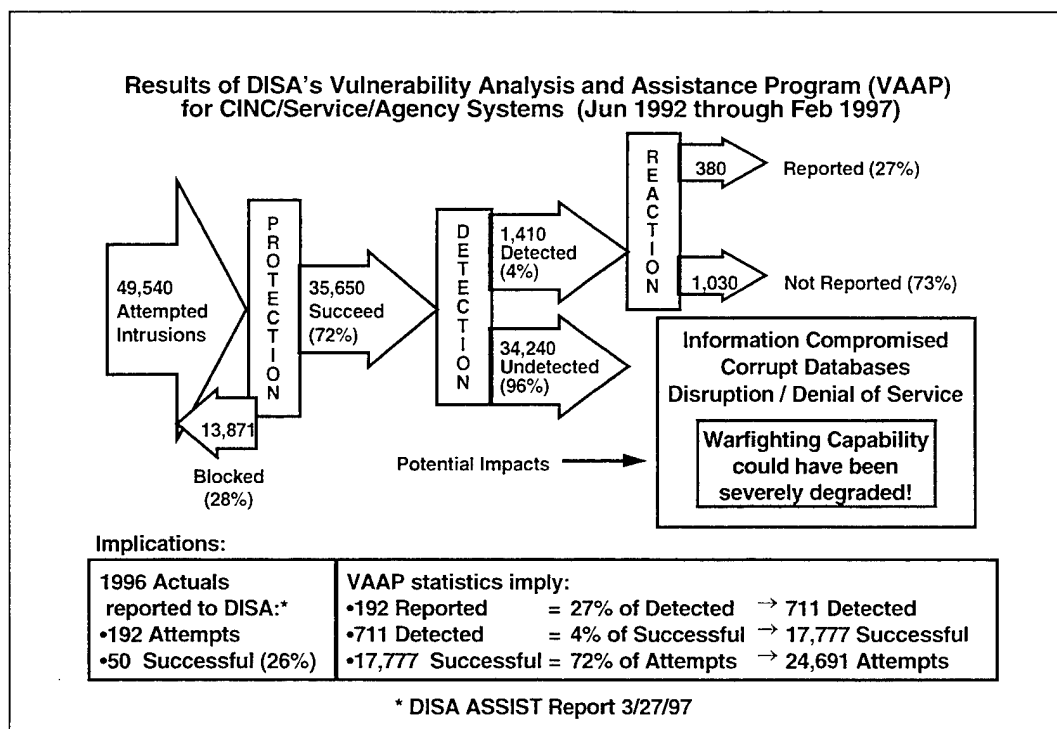 Results of DISA's Vulnerability Analysis and Assistance Program (VAAP)
for CINC/Service/Agency Systems (Jun 1992 through Feb 1997)
49,540
Attempted
Intrusions
PROTECTION
13,871
Blocked
(28%)
35,650
Succeed
(72%)
DETECTION
1,410
Detected
(4%)
34,240
Undetected
(96%)
REACTION
380
Reported (27%)
1,030
Not Reported (73%)
Potential Impacts
Information Compromised
Corrupt Databases
Disruption / Denial of Service
Warfighting Capability
could have been
severely degraded!
Implications:
1996 Actuals
reported to DISA:*
•192 Attempts
•50 Successful (26%)
VAAP statistics imply:
•192 Reported = 27% of Detected → 711 Detected
•711 Detected = 4% of Successful → 17,777 Successful
•17,777 Successful = 72% of Attempts → 24,691 Attempts
* DISA ASSIST Report 3/27/97